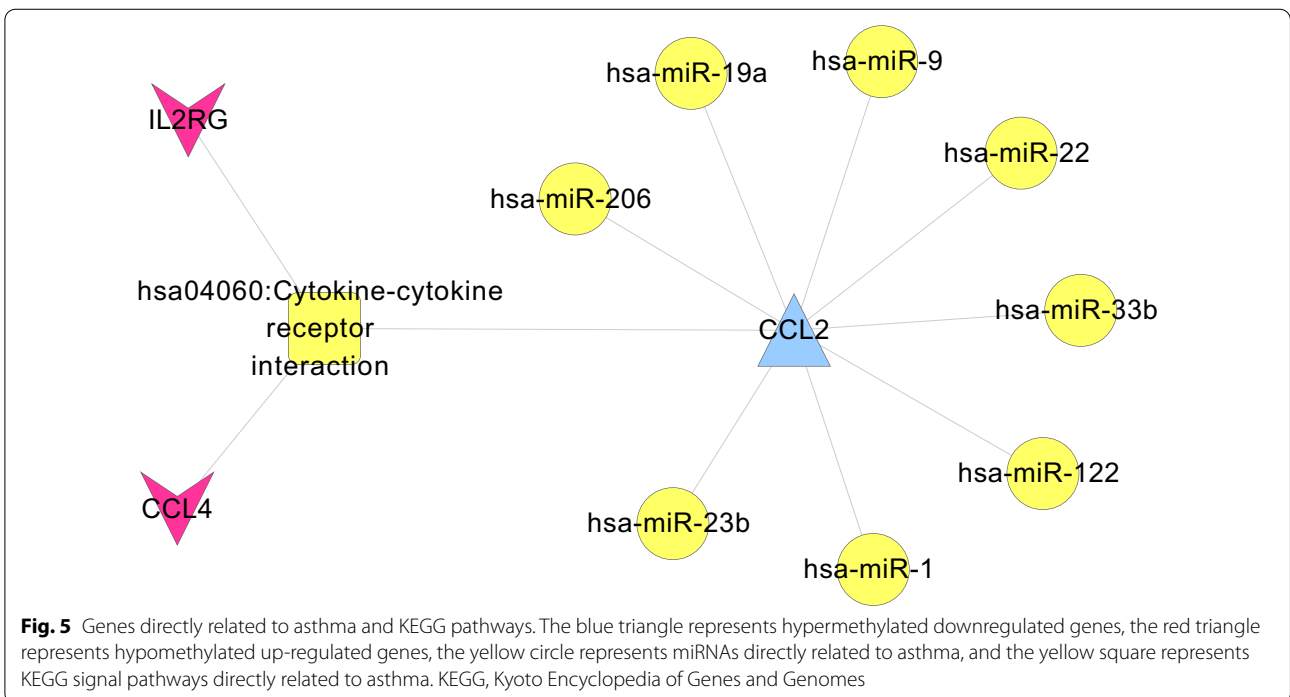 hsa-miR-19a
hsa-miR-9
IL2RG
hsa-miR-22
hsa-miR-206
hsa04060:Cytokine-cytokine
receptor
interaction
hsa-miR-33b
CCL2
hsa-miR-122
CCL4
hsa-miR-23b
hsa-miR-1
Fig. 5 Genes directly related to asthma and KEGG pathways. The blue triangle represents hypermethylated downregulated genes, the red triangle
represents hypomethylated up-regulated genes, the yellow circle represents miRNAs directly related to asthma, and the yellow square represents
KEGG signal pathways directly related to asthma. KEGG, Kyoto Encyclopedia of Genes and Genomes